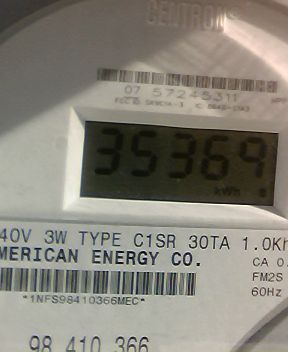 CENTRON
07 57245311
35369
kWh
40V 3W TYPE C1SR 30TA 1.0Kh
MERICAN ENERGY CO.
CA 0.
FM2S
60Hz
*1NFS98410366MEC*
98 410 366